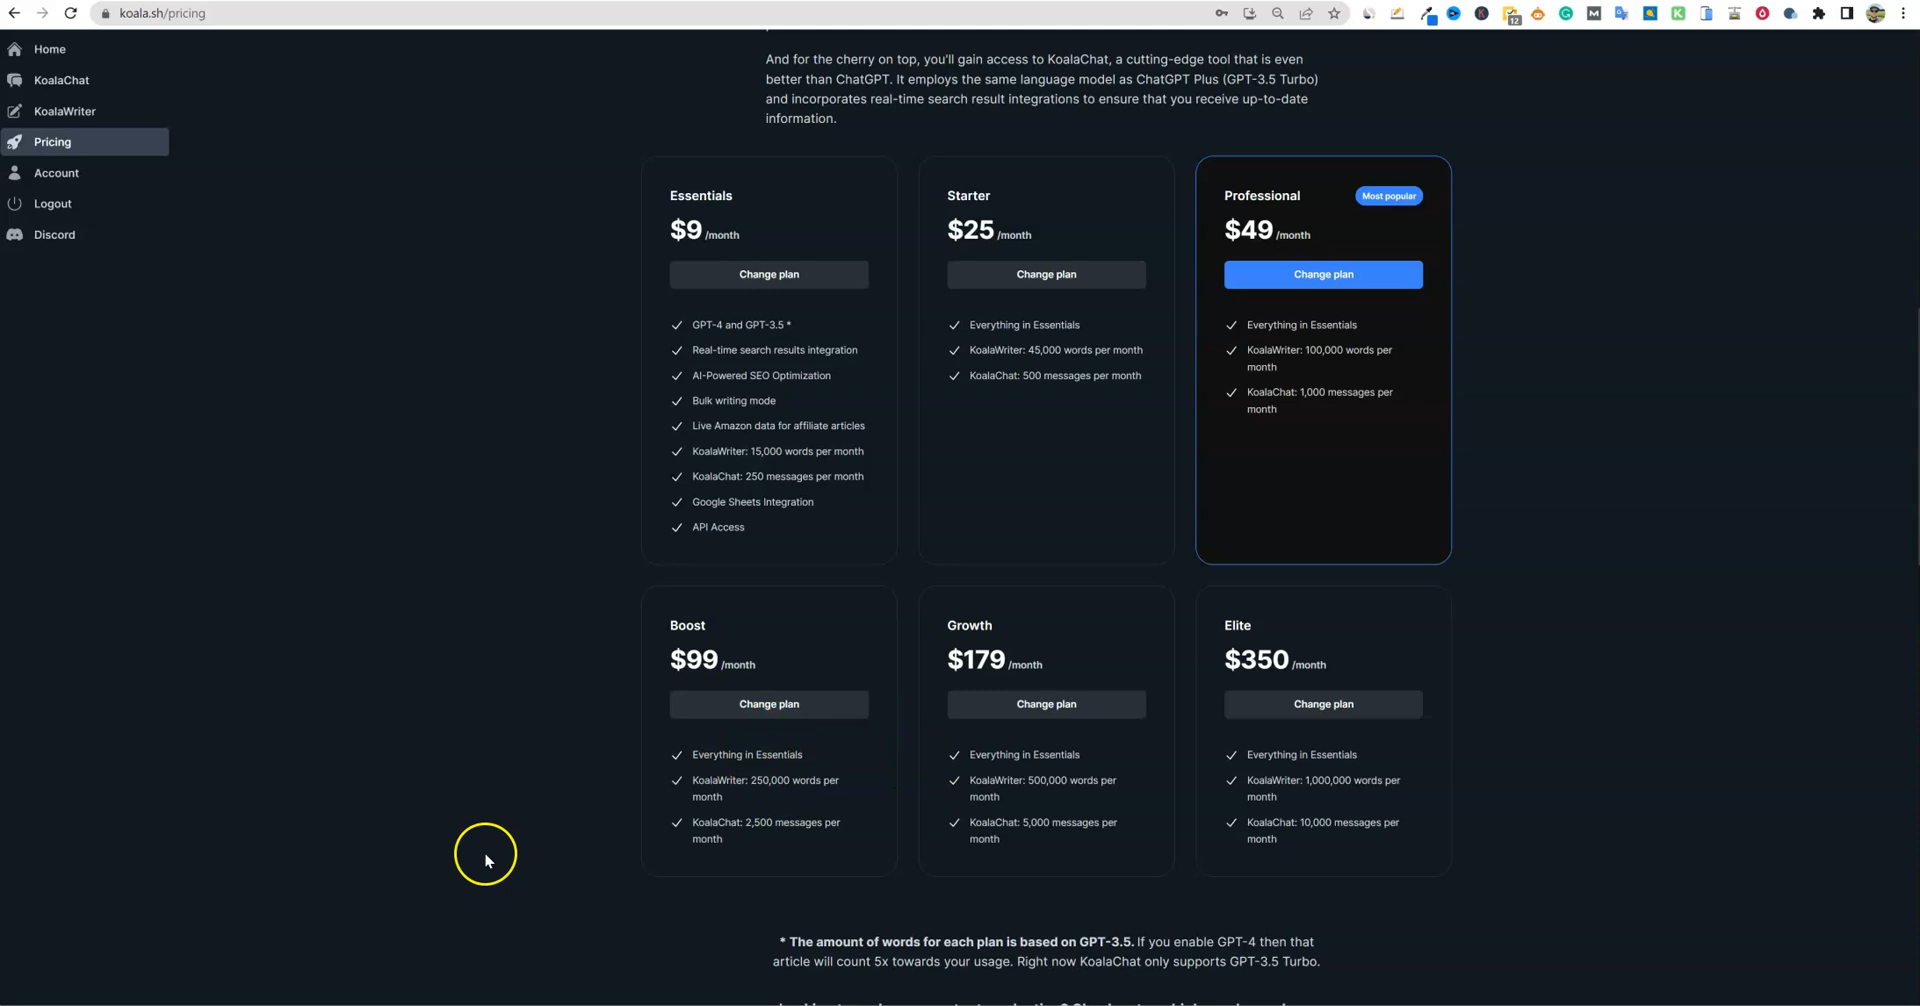 koala.sh/pricing
12
Home
KoalaChat
KoalaWriter
Pricing
Account
Logout
Discord
And for the cherry on top, you'll gain access to KoalaChat, a cutting-edge tool that is even
better than ChatGPT. It employs the same language model as ChatGPT Plus (GPT-3.5 Turbo)
and incorporates real-time search result integrations to ensure that you receive up-to-date
information.
Essentials
$9 /month
Change plan
GPT-4 and GPT-3.5 *
Real-time search results integration
AI-Powered SEO Optimization
Bulk writing mode
Live Amazon data for affiliate articles
KoalaWriter: 15,000 words per month
KoalaChat: 250 messages per month
Google Sheets Integration
API Access
Starter
$25 /month
Change plan
Everything in Essentials
KoalaWriter: 45,000 words per month
KoalaChat: 500 messages per month
Professional
Most popular
$49 /month
Change plan
Everything in Essentials
KoalaWriter: 100,000 words per
month
KoalaChat: 1,000 messages per
month
Boost
$99 /month
Change plan
Everything in Essentials
KoalaWriter: 250,000 words per
month
KoalaChat: 2,500 messages per
month
Growth
$179 /month
Change plan
Everything in Essentials
KoalaWriter: 500,000 words per
month
KoalaChat: 5,000 messages per
month
Elite
$350 /month
Change plan
Everything in Essentials
KoalaWriter: 1,000,000 words per
month
KoalaChat: 10,000 messages per
month
* The amount of words for each plan is based on GPT-3.5. If you enable GPT-4 then that
article will count 5x towards your usage. Right now KoalaChat only supports GPT-3.5 Turbo.